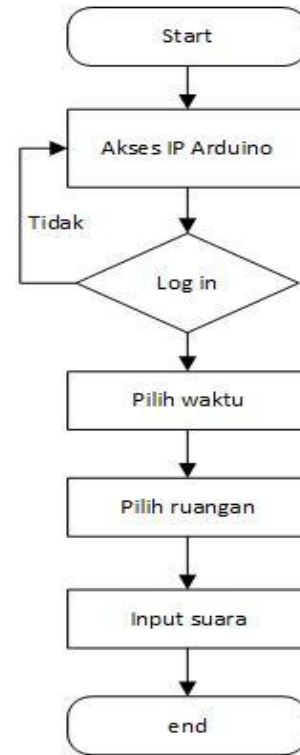 Start
Akses IP Arduino
Tidak
Log in
Pilih waktu
Pilih ruangan
Input suara
end